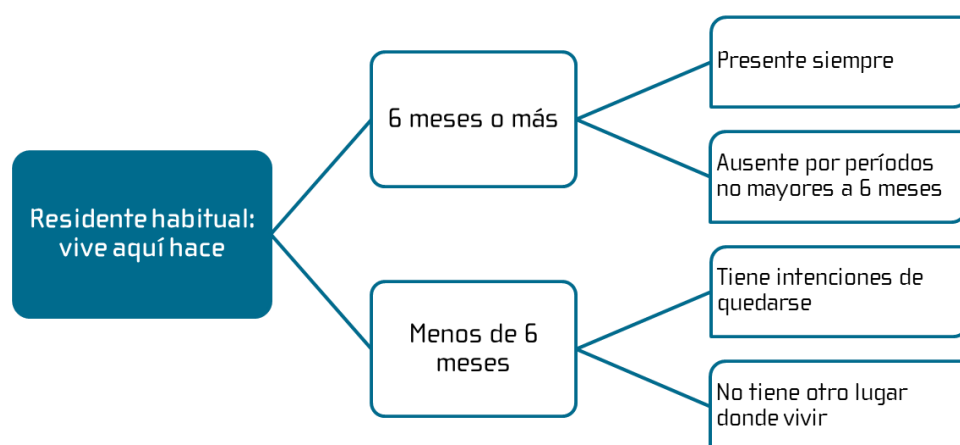 Residente habitual:
vive aquí hace
6 meses o más
Presente siempre
Ausente por períodos
no mayores a 6 meses
Menos de 6
meses
Tiene intenciones de
quedarse
No tiene otro lugar
donde vivir